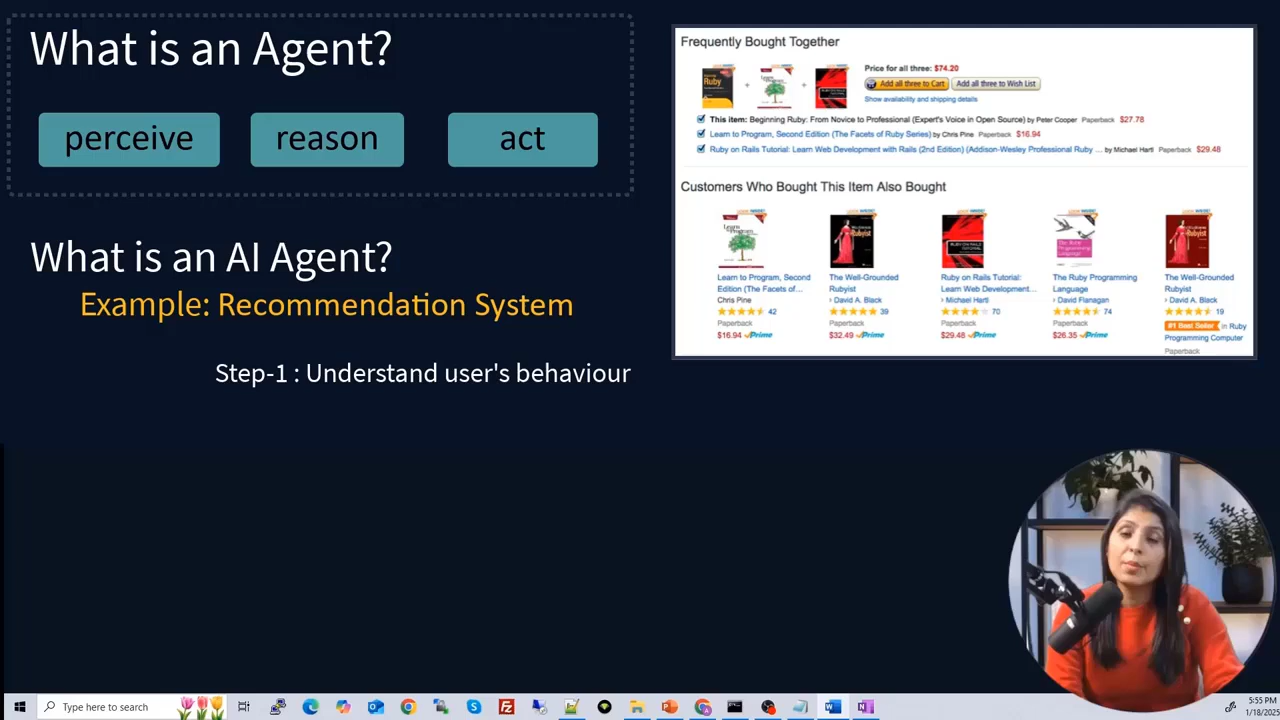 What is an Agent?
perceive
reason
act
What is an AI Agent?
Example: Recommendation System
Step-1 : Understand user's behaviour
Frequently Bought Together
Ruby
Price for all three: $74.20
Add all three to Cart
Add all three to Wish List
Show availability and shipping details
This item: Beginning Ruby: From Novice to Professional (Expert's Voice in Open Source) by Peter Cooper Paperback $27.78
Learn to Program, Second Edition (The Facets of Ruby Series) by Chris Pine Paperback $16.94
Ruby on Rails Tutorial: Learn Web Development with Rails (2nd Edition) (Addison-Wesley Professional Ruby ... by Michael Hartl Paperback $29.48
Customers Who Bought This Item Also Bought
Learn to Program, Second
Edition (The Facets of...
Chris Pine
42
Paperback
$16.94 Prime
The Well-Grounded
Rubyist
› David A. Black
39
Paperback
$32.49 Prime
Ruby on Rails Tutorial:
Learn Web Development...
› Michael Hartl
70
Paperback
$29.48 Prime
The Ruby Programming
Language
› David Flanagan
74
Paperback
$26.35 Prime
The Well-Grounded
Rubyist
› David A. Black
19
#1 Best Seller in Ruby
Programming Computer
Paperback
Type here to search
5:55 PM
1/18/2025